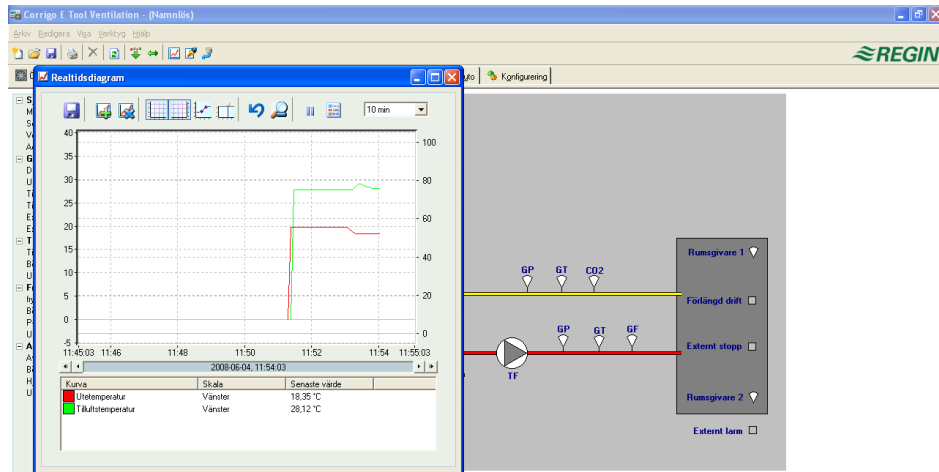 Corrigo E Tool Ventilation - (Namnlös)
Arkiv Redigera Visa Verktyg Hjälp
REGIN
Konfigurering
Realtidsdiagram
10 min
40
35
30
25
20
15
10
5
0
-5
100
80
60
40
20
0
11:45:03 11:46 11:48 11:50 11:52 11:54 11:55:03
2008-06-04, 11:54:03
Kurva Skala Senaste värde
Utetemperatur Vänster 18,35 °C
Tilluftstemperatur Vänster 28,12 °C
GP GT CO2
GP GT GF
TF
Rumsgivare 1
Förlängd drift
Externt stopp
Rumsgivare 2
Externt larm